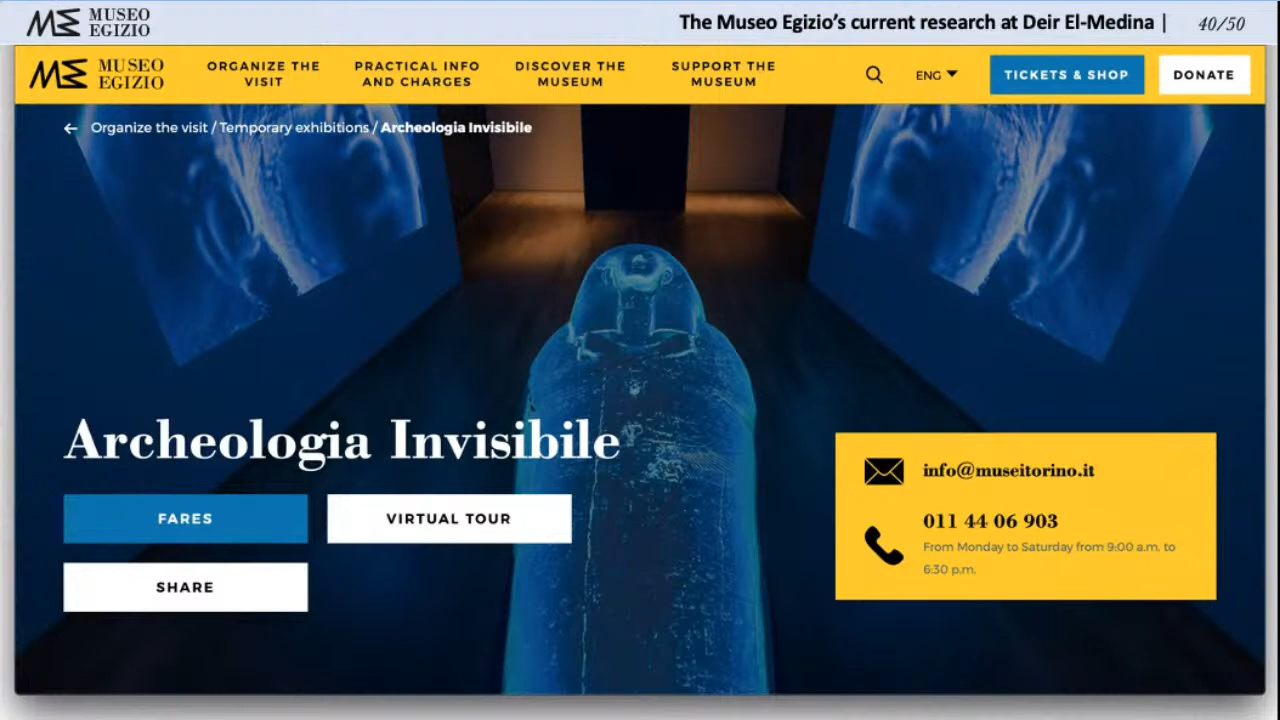 MUSEO
EGIZIO
The Museo Egizio's current research at Deir El-Medina | 40/50
MUSEO
EGIZIO
ORGANIZE THE
VISIT
PRACTICAL INFO
AND CHARGES
DISCOVER THE
MUSEUM
SUPPORT THE
MUSEUM
ENG
TICKETS & SHOP
DONATE
Organize the visit / Temporary exhibitions / Archeologia Invisibile
Archeologia Invisibile
FARES
VIRTUAL TOUR
SHARE
info@museitorino.it
011 44 06 903
From Monday to Saturday from 9:00 a.m. to
6:30 p.m.